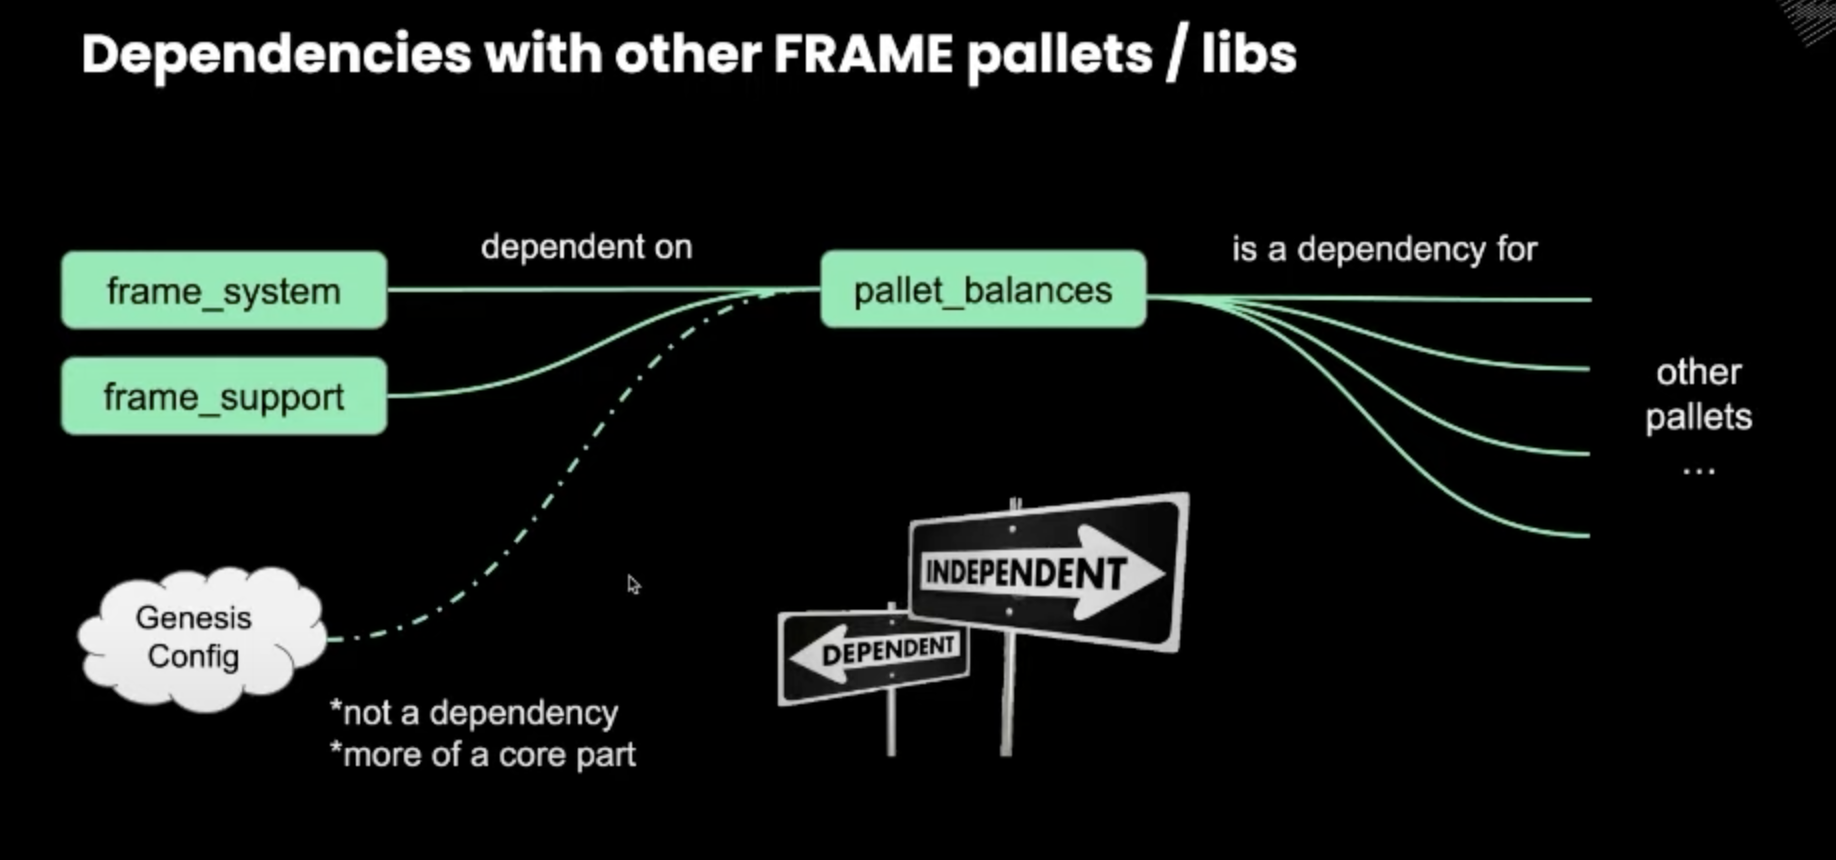 Dependencies with other FRAME pallets / libs
dependent on
is a dependency for
frame_system
pallet_balances
frame_support
other
pallets
...
INDEPENDENT
DEPENDENT
Genesis
Config
*not a dependency
*more of a core part